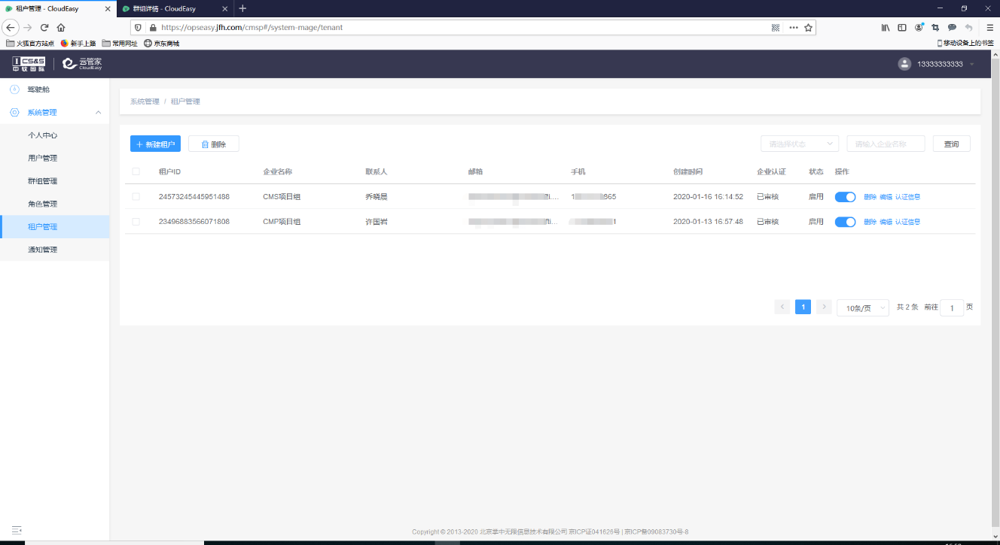 租户管理 - CloudEasy
群组详情 - CloudEasy
https://opseasy.jfh.com/cmsp#/system-mage/tenant
火狐官方站点 新手上路 常用网址 京东商城 移动设备上的书签
CS&S 中软国际 云管家 CloudEasy 13333333333
驾驶舱
系统管理
个人中心
用户管理
群组管理
角色管理
租户管理
通知管理
系统管理 / 租户管理
+ 新建租户 删除 请选择状态 请输入企业名称 查询
租户ID 企业名称 联系人 邮箱 手机 创建时间 企业认证 状态 操作
24573245445951488 CMS项目组 乔晓晨 i.... 1 865 2020-01-16 16:14:52 已审核 启用 删除 编辑 认证信息
23496883566071808 CMP项目组 许国岩 i... 1 2020-01-13 16:57:48 已审核 启用 删除 编辑 认证信息
< 1 > 10条/页 共 2 条 前往 1 页
Copyright © 2013-2020 北京掌中无限信息技术有限公司 京ICP证041626号 | 京ICP备09083730号-8